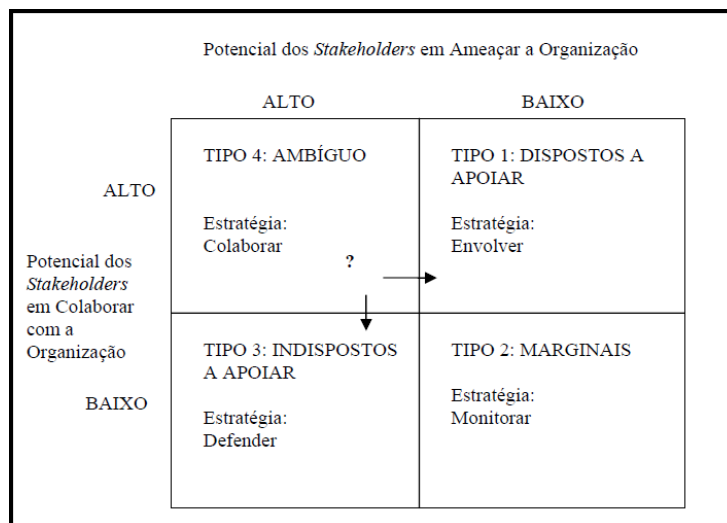 Potencial dos Stakeholders em Ameaçar a Organização
ALTO
BAIXO
TIPO 4: AMBÍGUO
TIPO 1: DISPOSTOS A
APOIAR
ALTO
Estratégia:
Colaborar
Estratégia:
Envolver
?
Potencial dos
Stakeholders
em Colaborar
com a
Organização
TIPO 3: INDISPOSTOS
A APOIAR
TIPO 2: MARGINAIS
BAIXO
Estratégia:
Defender
Estratégia:
Monitorar